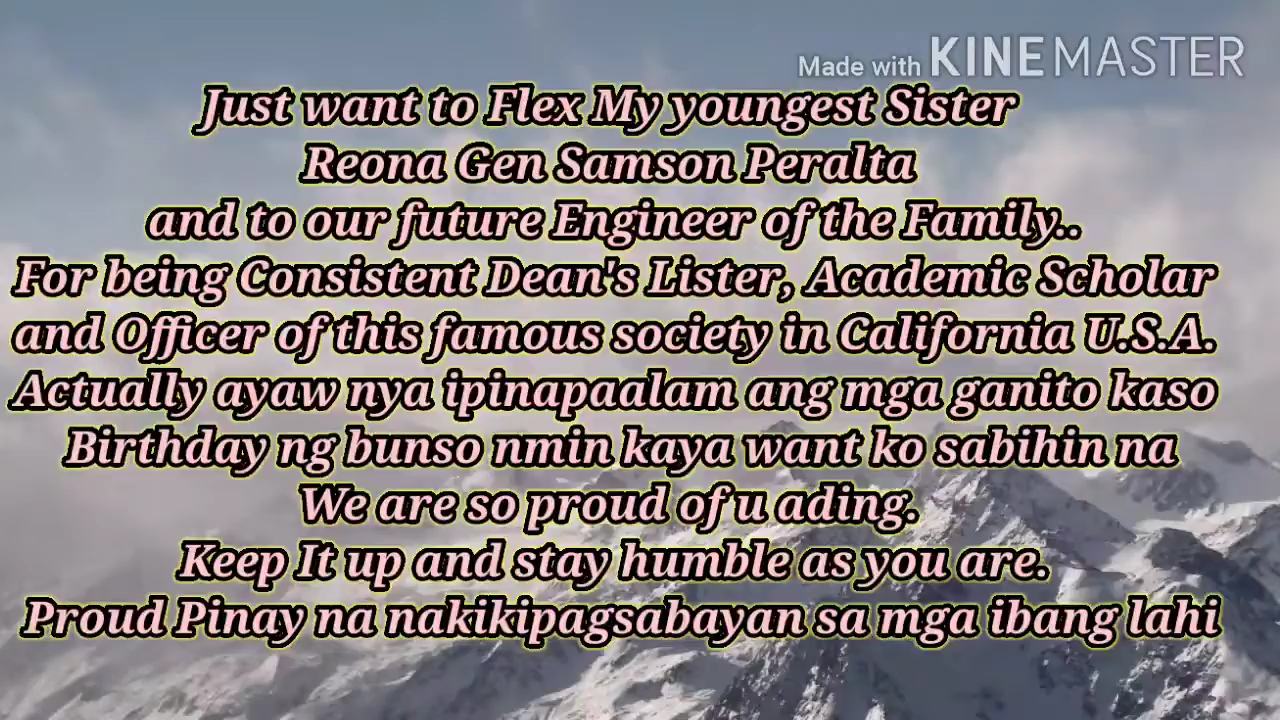 Made with KINEMASTER
Just want to Flex My youngest Sister
Reona Gen Samson Peralta
and to our future Engineer of the Family..
For being Consistent Dean's Lister, Academic Scholar
and Officer of this famous society in California U.S.A.
Actually ayaw nya ipinapaalam ang mga ganito kaso
Birthday ng bunso nmin kaya want ko sabihin na
We are so proud of u ading.
Keep It up and stay humble as you are.
Proud Pinay na nakikipagsabayan sa mga ibang lahi